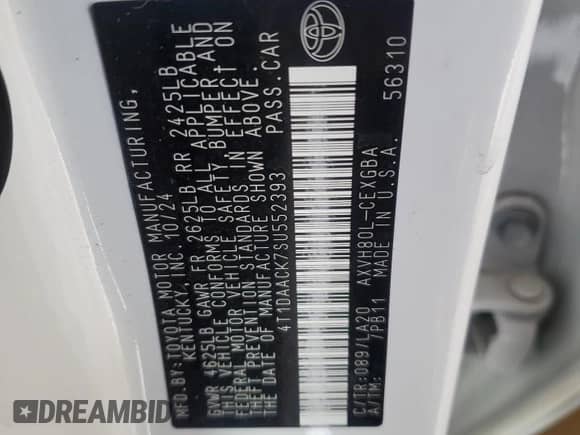 MFD.BY:TOYOTA MOTOR MANUFACTURING,
KENTUCKY, INC. 10/24
GVWR 4625LB GAWR FR 2625LB RR 2425LB
THIS VEHICLE CONFORMS TO ALL APPLICABLE
FEDERAL MOTOR VEHICLE SAFETY, BUMPER, AND
THEFT PREVENTION STANDARDS IN EFFECT ON
THE DATE OF MANUFACTURE SHOWN ABOVE.
4T1DAACK7SU552393 PASS. CAR
C/TR:089/LA20 AXVH80L-CEXGBA
A/TM: /PB11 MADE IN U.S.A. 56310
DREAMBID